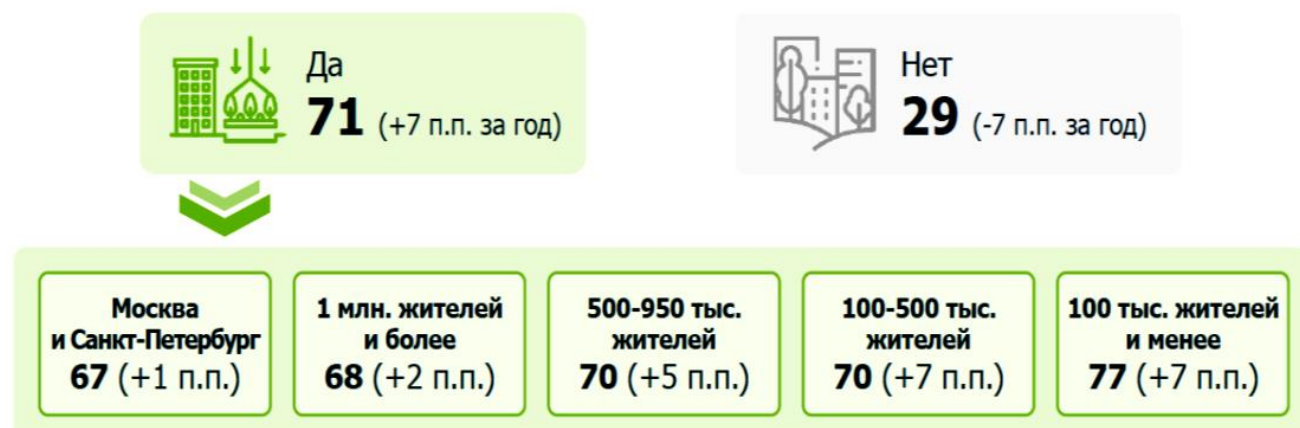 Да
71 (+7 п.п. за год)
Нет
29 (-7 п.п. за год)
Москва
и Санкт-Петербург
67 (+1 п.п.)
1 млн. жителей
и более
68 (+2 п.п.)
500-950 тыс.
жителей
70 (+5 п.п.)
100-500 тыс.
жителей
70 (+7 п.п.)
100 тыс. жителей
и менее
77 (+7 п.п.)